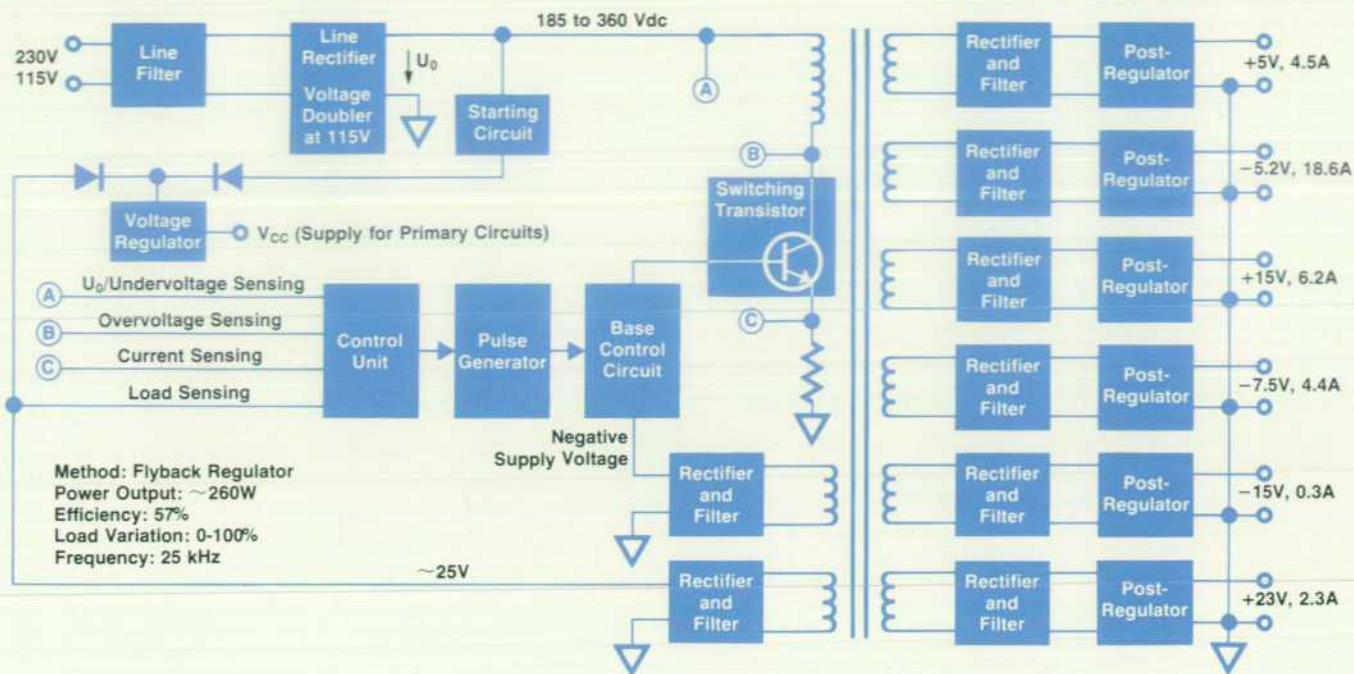 185 to 360 Vdc
230V
115V
Line
Filter
Line
Rectifier
Voltage
Doubler
at 115V
U0
Starting
Circuit
A
B
Switching
Transistor
C
Voltage
Regulator
VCC (Supply for Primary Circuits)
A
U0/Undervoltage Sensing
B
Overvoltage Sensing
C
Current Sensing
Load Sensing
Control
Unit
Pulse
Generator
Base
Control
Circuit
Negative
Supply Voltage
Method: Flyback Regulator
Power Output: ~260W
Efficiency: 57%
Load Variation: 0-100%
Frequency: 25 kHz
~25V
Rectifier
and
Filter
Rectifier
and
Filter
Rectifier
and
Filter
Post-
Regulator
+5V, 4.5A
Rectifier
and
Filter
Post-
Regulator
−5.2V, 18.6A
Rectifier
and
Filter
Post-
Regulator
+15V, 6.2A
Rectifier
and
Filter
Post-
Regulator
−7.5V, 4.4A
Rectifier
and
Filter
Post-
Regulator
−15V, 0.3A
Rectifier
and
Filter
Post-
Regulator
+23V, 2.3A